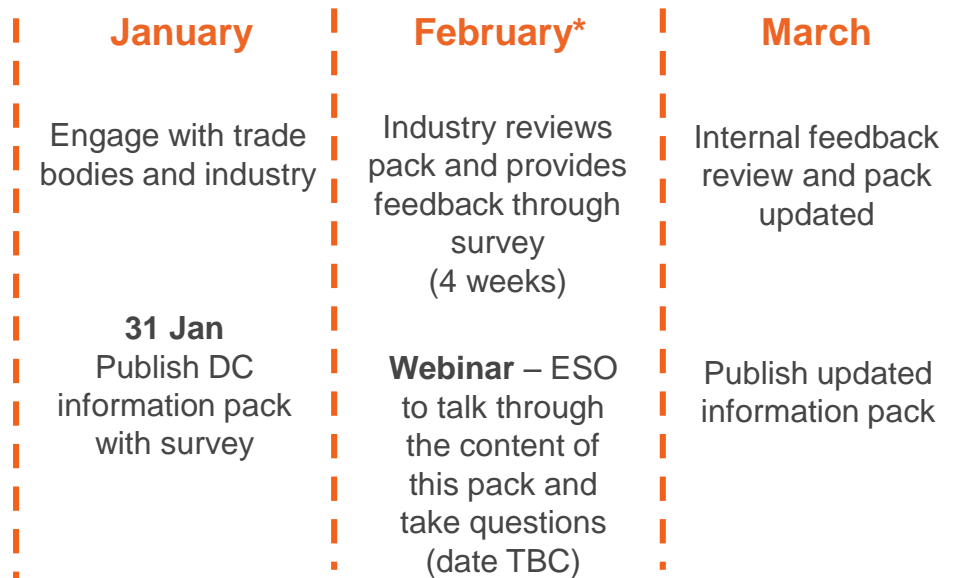 January
Engage with trade
bodies and industry
31 Jan
Publish DC
information pack
with survey
February*
Industry reviews
pack and provides
feedback through
survey
(4 weeks)
Webinar – ESO
to talk through
the content of
this pack and
take questions
(date TBC)
March
Internal feedback
review and pack
updated
Publish updated
information pack